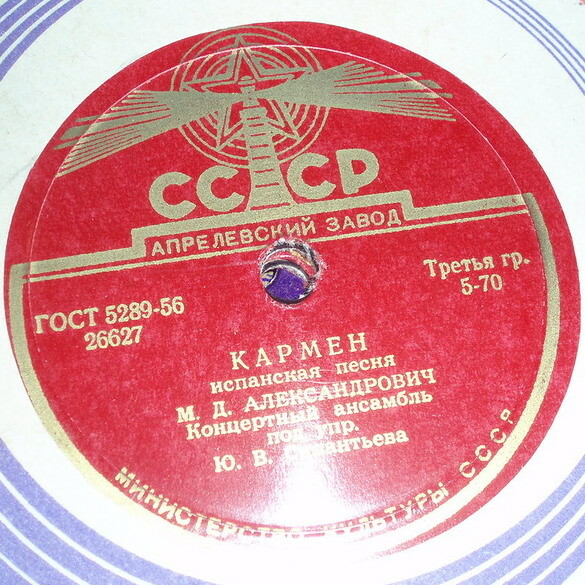 СССР
АПРЕЛЕВСКИЙ ЗАВОД
ГОСТ 5289-56
26627
Третья гр.
5-70
КАРМЕН
испанская песня
М. Д. АЛЕКСАНДРОВИЧ
Концертный ансамбль
под упр.
Ю. В.
МИНИСТЕРСТВО КУЛЬТУРЫ СССР